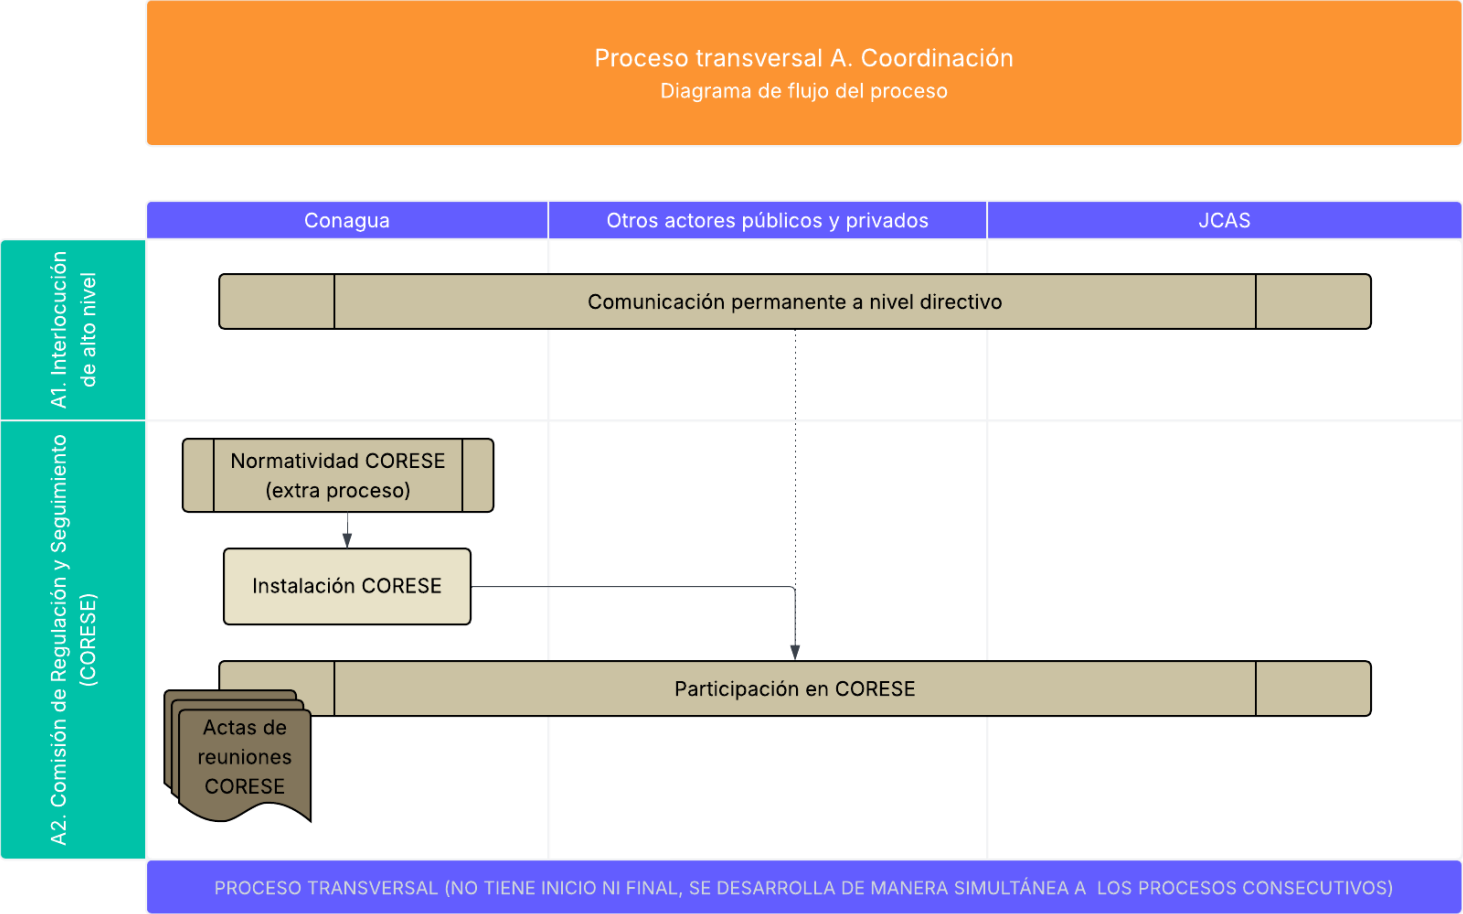 Proceso transversal A. Coordinación
Diagrama de flujo del proceso
Conagua
Otros actores públicos y privados
JCAS
A1. Interlocución
de alto nivel
Comunicación permanente a nivel directivo
A2. Comisión de Regulación y Seguimiento
(CORESE)
Normatividad CORESE
(extra proceso)
Instalación CORESE
Participación en CORESE
Actas de
reuniones
CORESE
PROCESO TRANSVERSAL (NO TIENE INICIO NI FINAL, SE DESARROLLA DE MANERA SIMULTÁNEA A LOS PROCESOS CONSECUTIVOS)